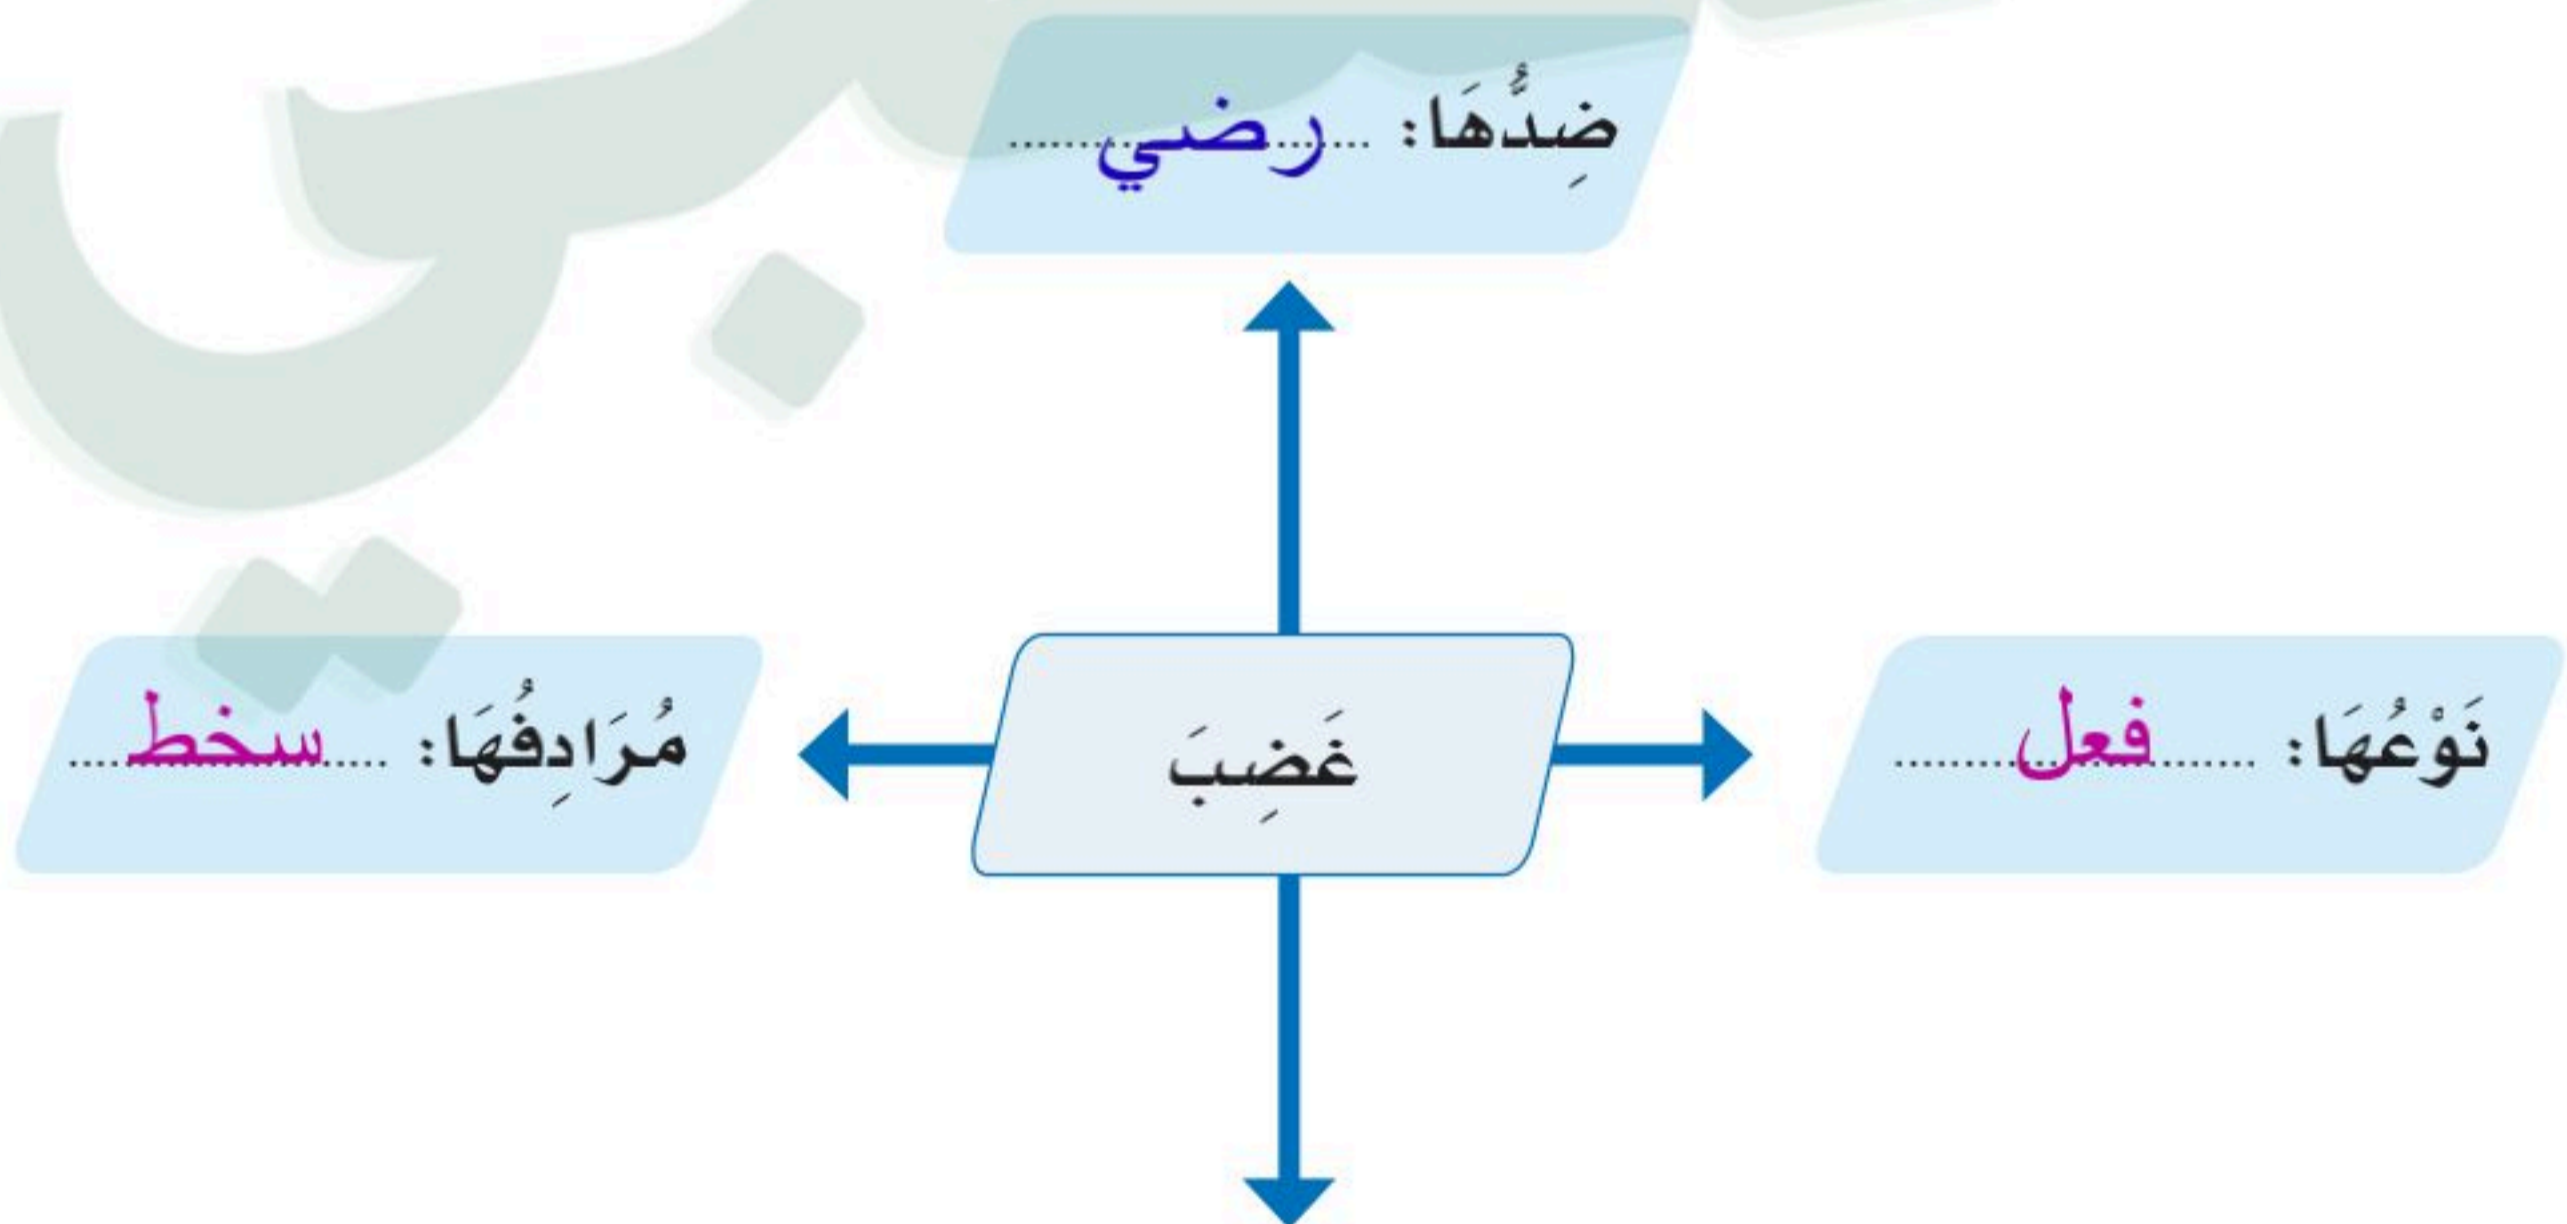 ضِدُّهَا: رضي
نَوْعُهَا: فعل
غَضِبَ
مُرَادِفُهَا: سخط